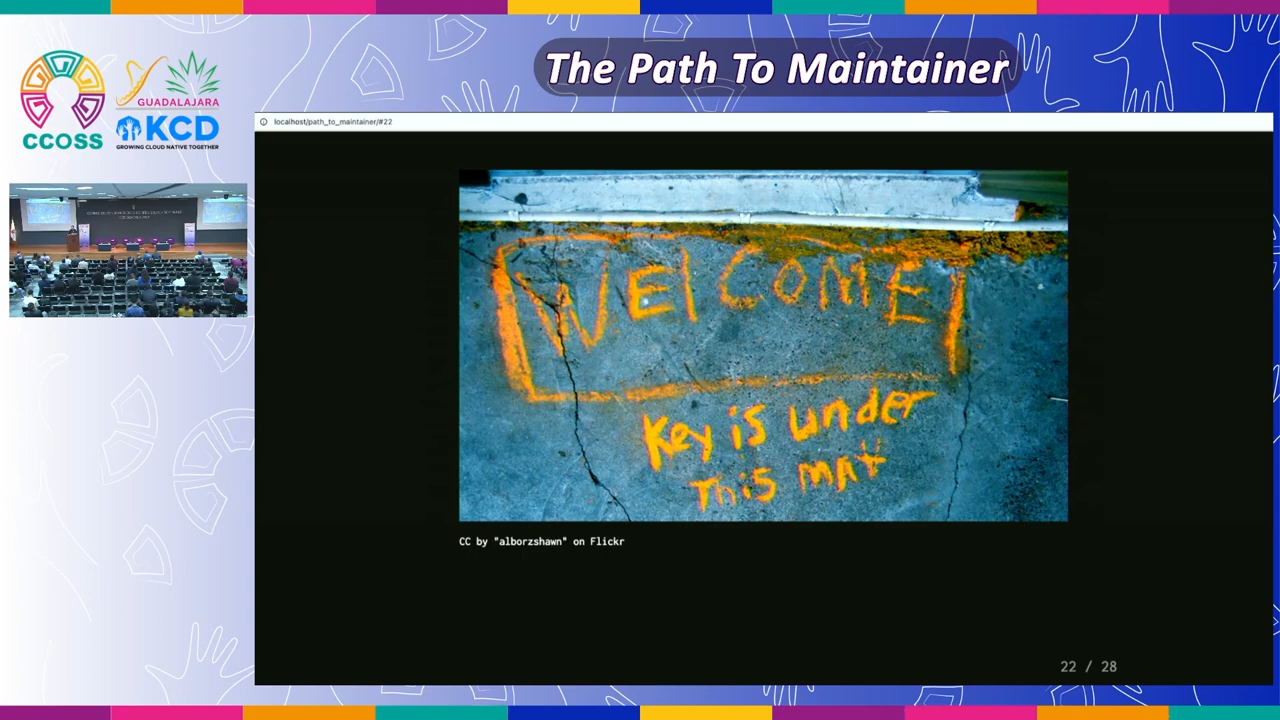 The Path To Maintainer
CCOSS
GUADALAJARA
KCD
GROWING CLOUD NATIVE TOGETHER
localhost/path_to_maintainer/#22
WELCOME
Key is under
This MAt
CC by "alborzshawn" on Flickr
22 / 28